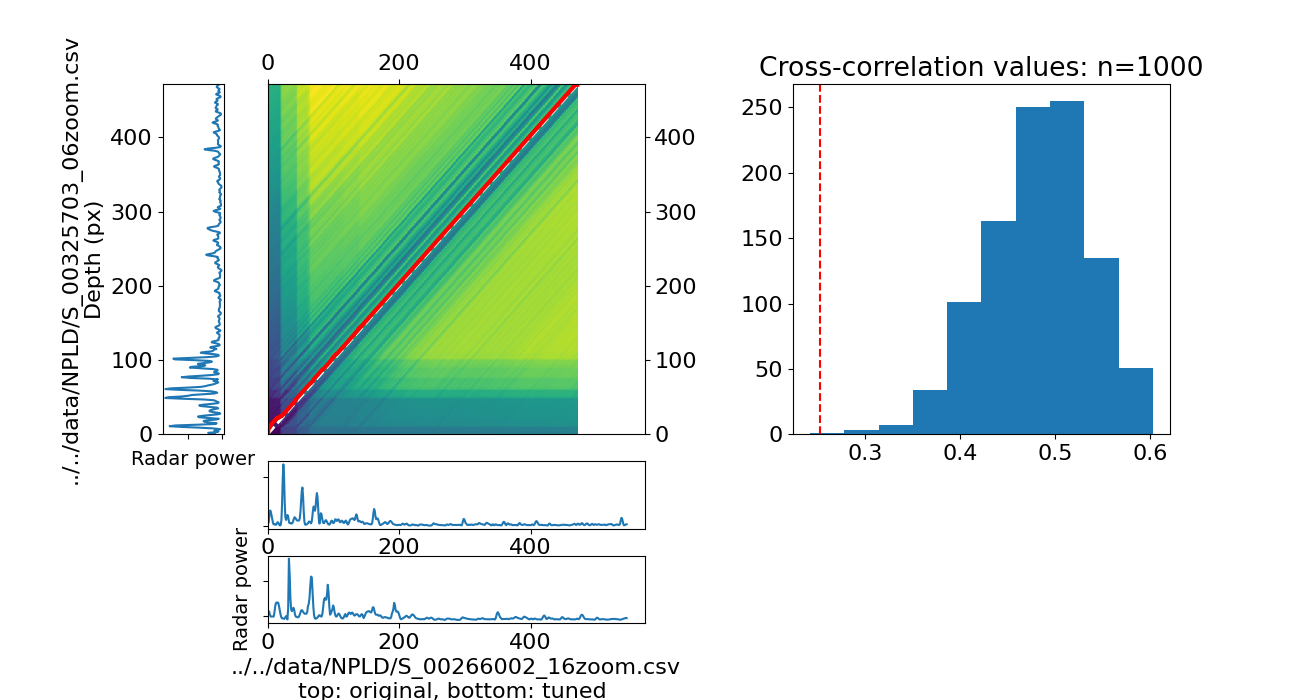 Cross-correlation values: n=1000
0 200 400
../../data/NPLD/S_00325703_06zoom.csv
Depth (px)
400
300
200
100
0
Radar power
400
300
200
100
0
250
200
150
100
50
0
0.3 0.4 0.5 0.6
0 200 400
Radar power
0 200 400
../../data/NPLD/S_00266002_16zoom.csv
top: original, bottom: tuned